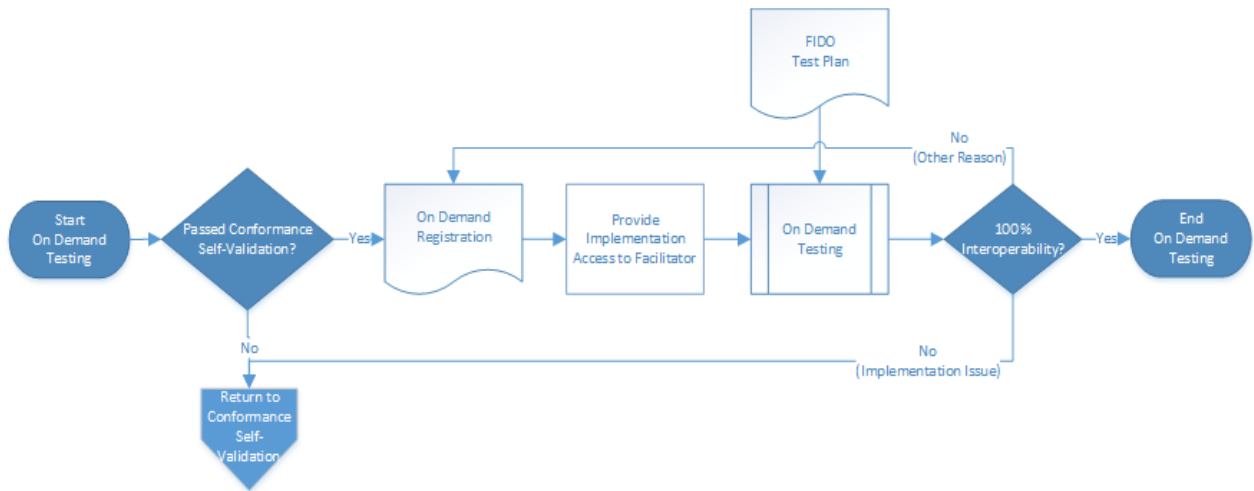 FIDO
Test Plan
No
(Other Reason)
Start
On Demand
Testing
Passed Conformance
Self-Validation?
Yes
On Demand
Registration
Provide
Implementation
Access to Facilitator
On Demand
Testing
100%
Interoperability?
Yes
End
On Demand
Testing
No
No
(Implementation Issue)
Return to
Conformance
Self-
Validation